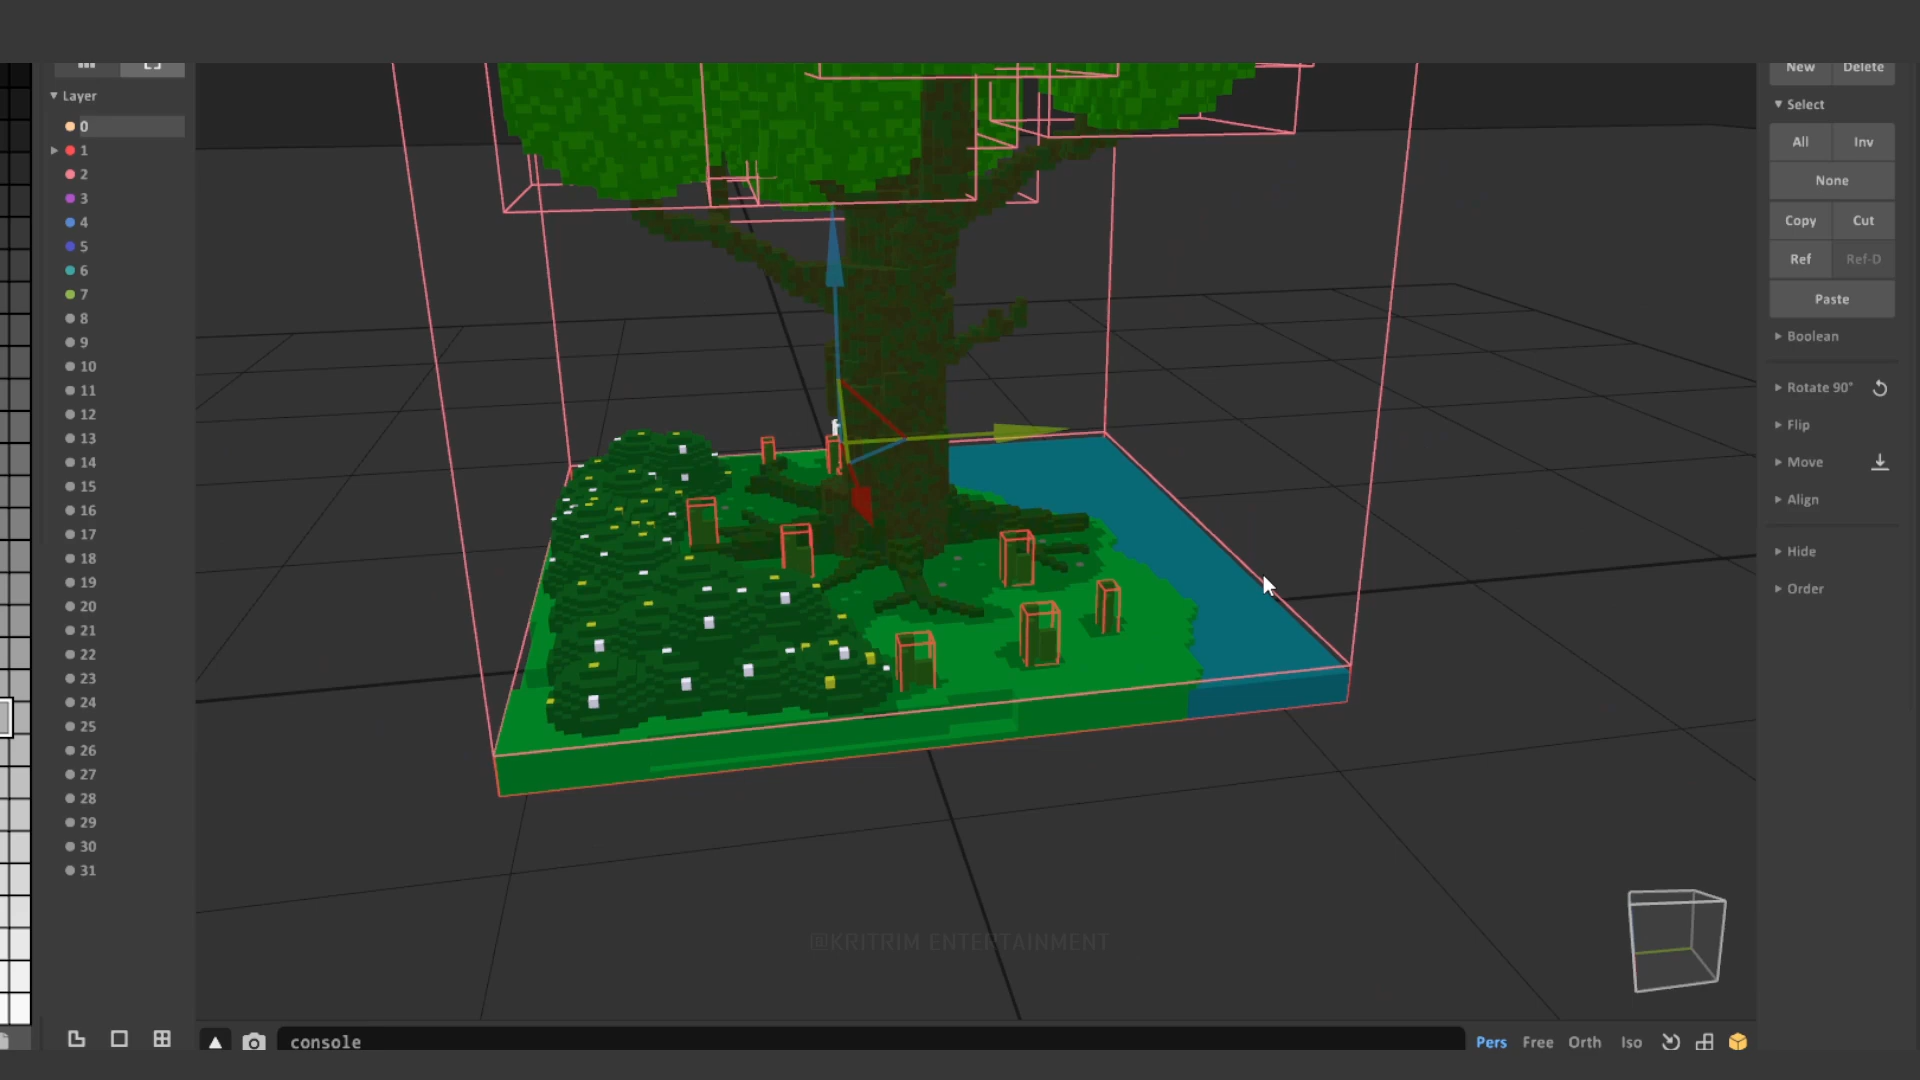 New Delete
Layer
Select
0
All Inv
1
2
None
3
4
Copy Cut
5
6
Ref Ref-D
7
Paste
8
9
Boolean
10
11
Rotate 90°
12
Flip
13
14
Move
15
Align
16
17
18
Hide
19
Order
20
21
22
23
24
25
26
27
28
29
30
31
@KRITRIM ENTERTAINMENT
console
Pers Free Orth Iso